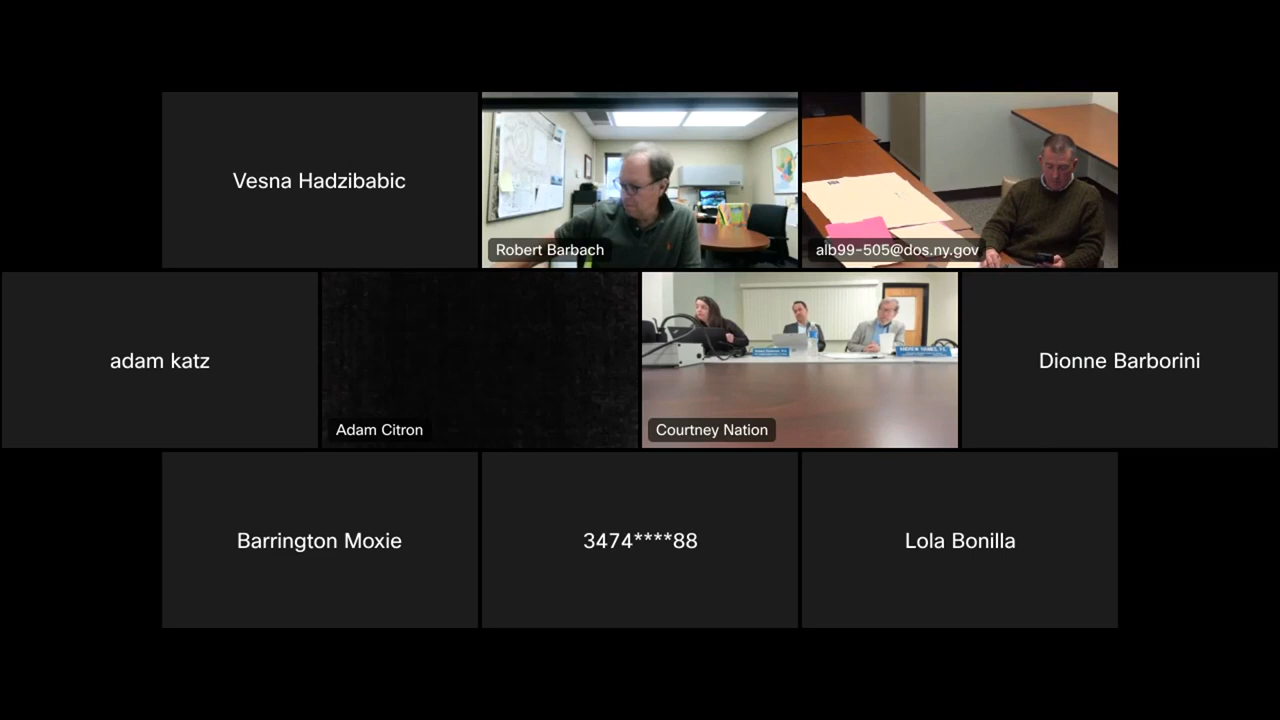 Vesna Hadzibabic
Robert Barbach
alb99-505@dos.ny.gov
adam katz
Adam Citron
Courtney Nation
Dionne Barborini
Barrington Moxie
3474****88
Lola Bonilla